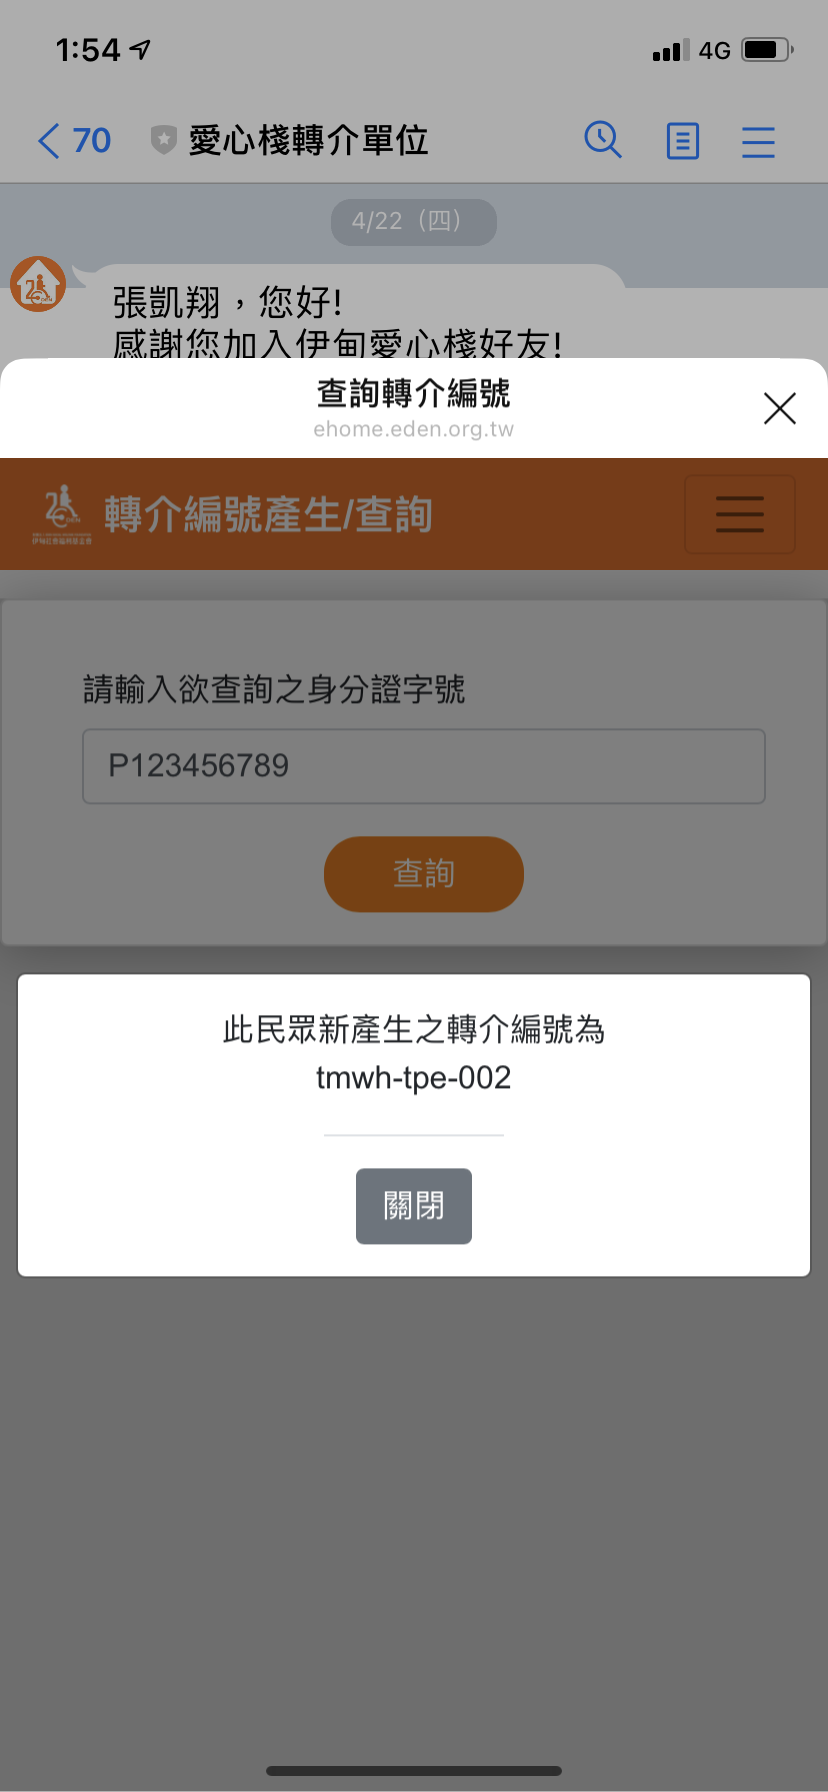 1:54
4G
70
愛心棧轉介單位
4/22（四）
張凱翔，您好!
感謝您加入伊甸愛心棧好友!
查詢轉介編號
ehome.eden.org.tw
轉介編號產生/查詢
請輸入欲查詢之身分證字號
P123456789
查詢
此民眾新產生之轉介編號為
tmwh-tpe-002
關閉